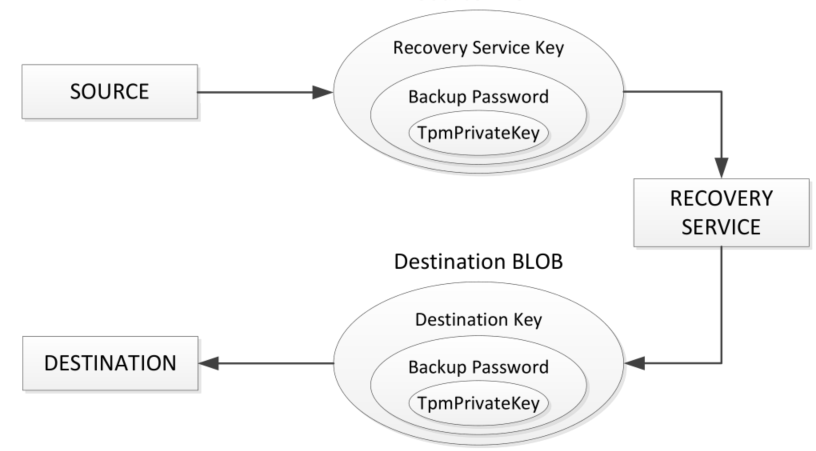 SOURCE
Recovery Service Key
Backup Password
TpmPrivateKey
RECOVERY
SERVICE
Destination BLOB
Destination Key
Backup Password
TpmPrivateKey
DESTINATION